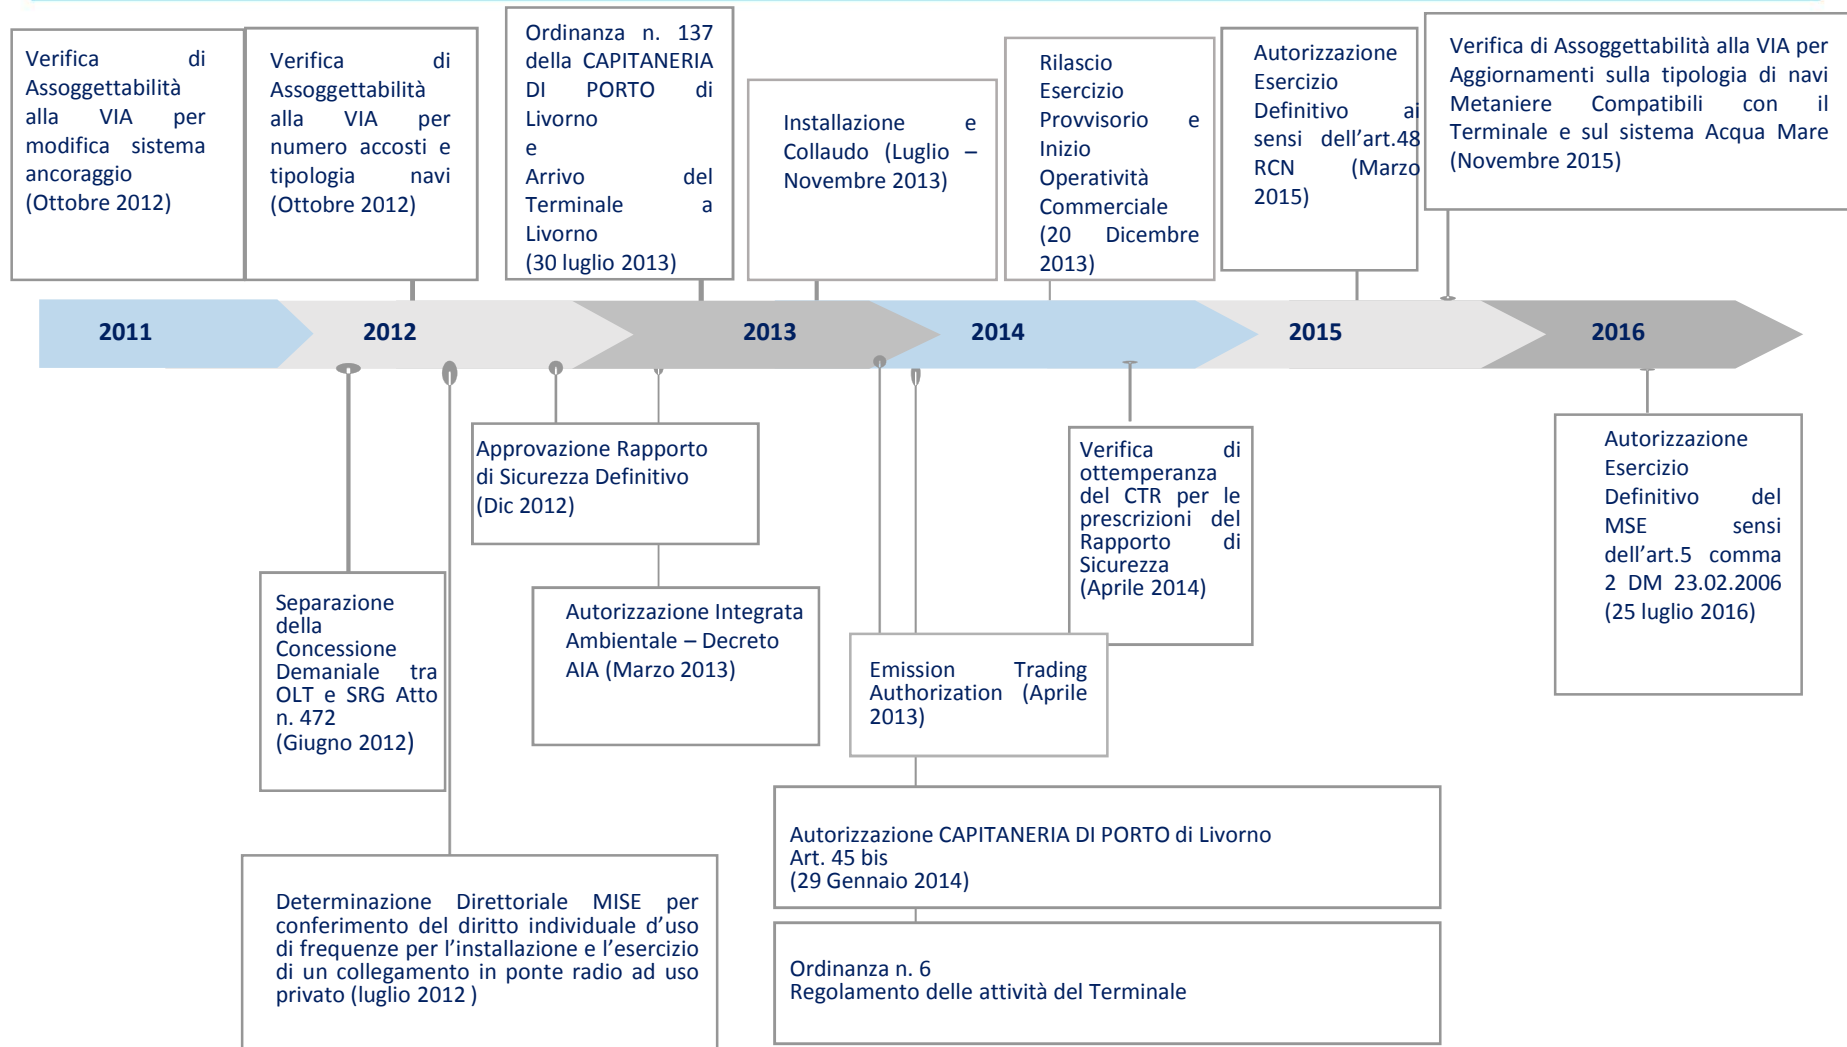 Verifica di
Assoggettabilità
alla VIA per
modifica sistema
ancoraggio
(Ottobre 2012)
Verifica di
Assoggettabilità
alla VIA per
numero accosti e
tipologia navi
(Ottobre 2012)
Ordinanza n. 137
della CAPITANERIA
DI PORTO di
Livorno
e
Arrivo del
Terminale a
Livorno
(30 luglio 2013)
Installazione e
Collaudo (Luglio –
Novembre 2013)
Rilascio
Esercizio
Provvisorio e
Inizio
Operatività
Commerciale
(20 Dicembre
2013)
Autorizzazione
Esercizio
Definitivo ai
sensi dell’art.48
RCN (Marzo
2015)
Verifica di Assoggettabilità alla VIA per
Aggiornamenti sulla tipologia di navi
Metaniere Compatibili con il
Terminale e sul sistema Acqua Mare
(Novembre 2015)
2011
2012
2013
2014
2015
2016
Separazione
della
Concessione
Demaniale tra
OLT e SRG Atto
n. 472
(Giugno 2012)
Determinazione Direttoriale MISE per
conferimento del diritto individuale d’uso
di frequenze per l’installazione e l’esercizio
di un collegamento in ponte radio ad uso
privato (luglio 2012 )
Approvazione Rapporto
di Sicurezza Definitivo
(Dic 2012)
Autorizzazione Integrata
Ambientale – Decreto
AIA (Marzo 2013)
Emission Trading
Authorization (Aprile
2013)
Autorizzazione CAPITANERIA DI PORTO di Livorno
Art. 45 bis
(29 Gennaio 2014)
Ordinanza n. 6
Regolamento delle attività del Terminale
Verifica di
ottemperanza
del CTR per le
prescrizioni del
Rapporto di
Sicurezza
(Aprile 2014)
Autorizzazione
Esercizio
Definitivo del
MSE sensi
dell’art.5 comma
2 DM 23.02.2006
(25 luglio 2016)